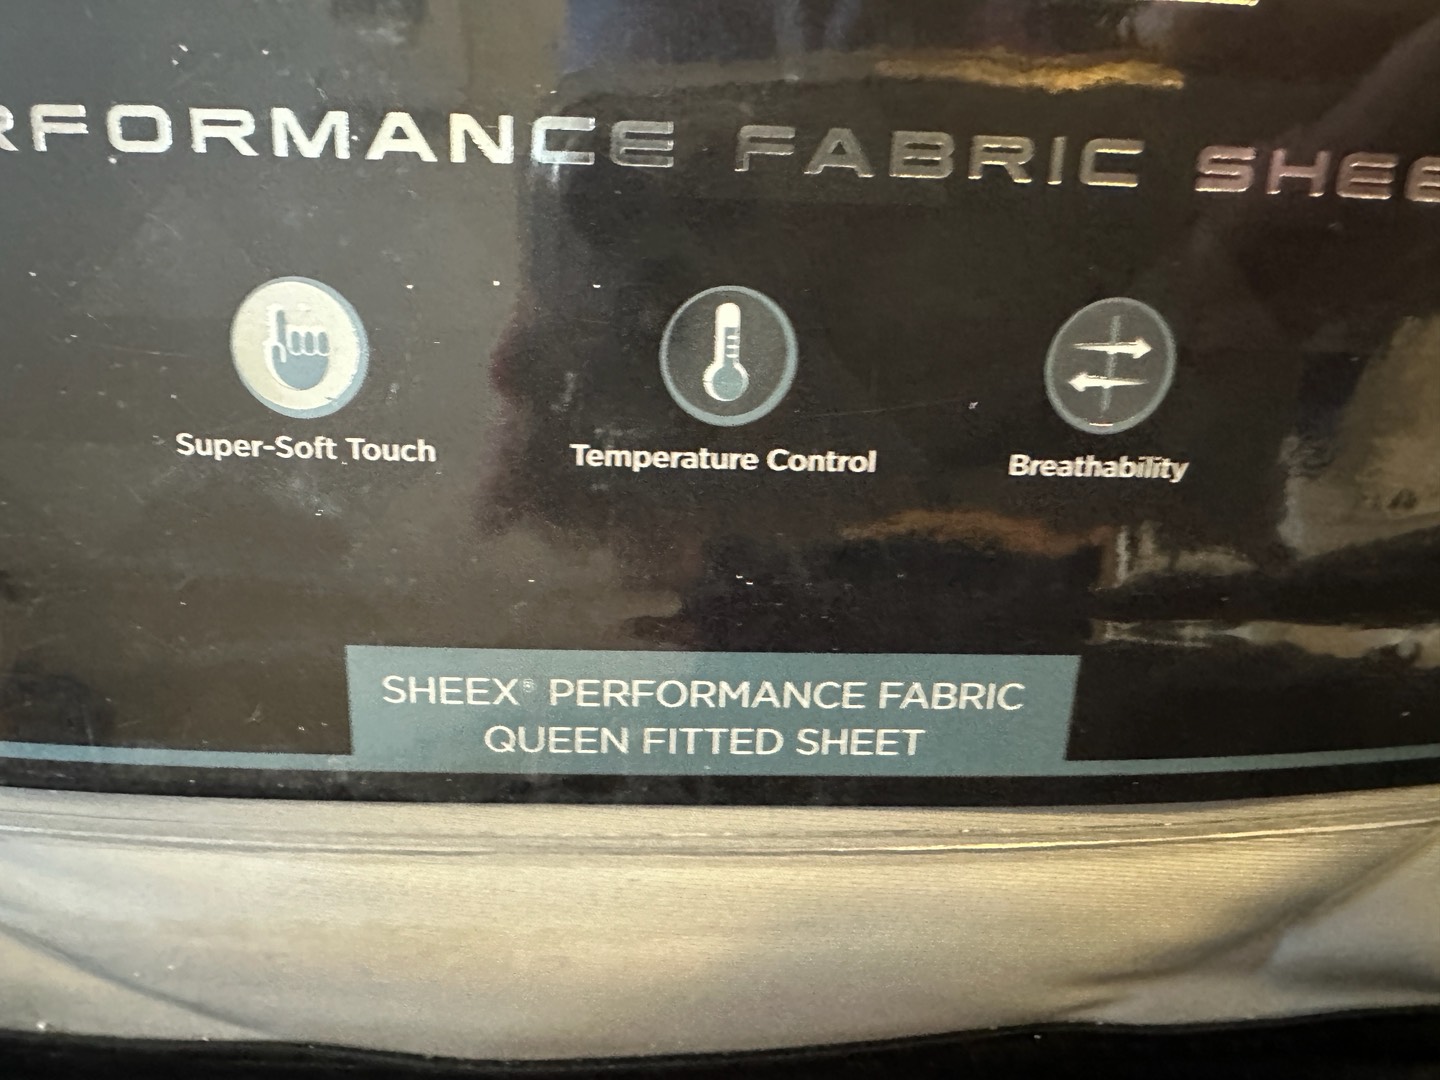 RFORMANCE FABRIC SHEE
Super-Soft Touch
Temperature Control
Breathability
SHEEX® PERFORMANCE FABRIC
QUEEN FITTED SHEET